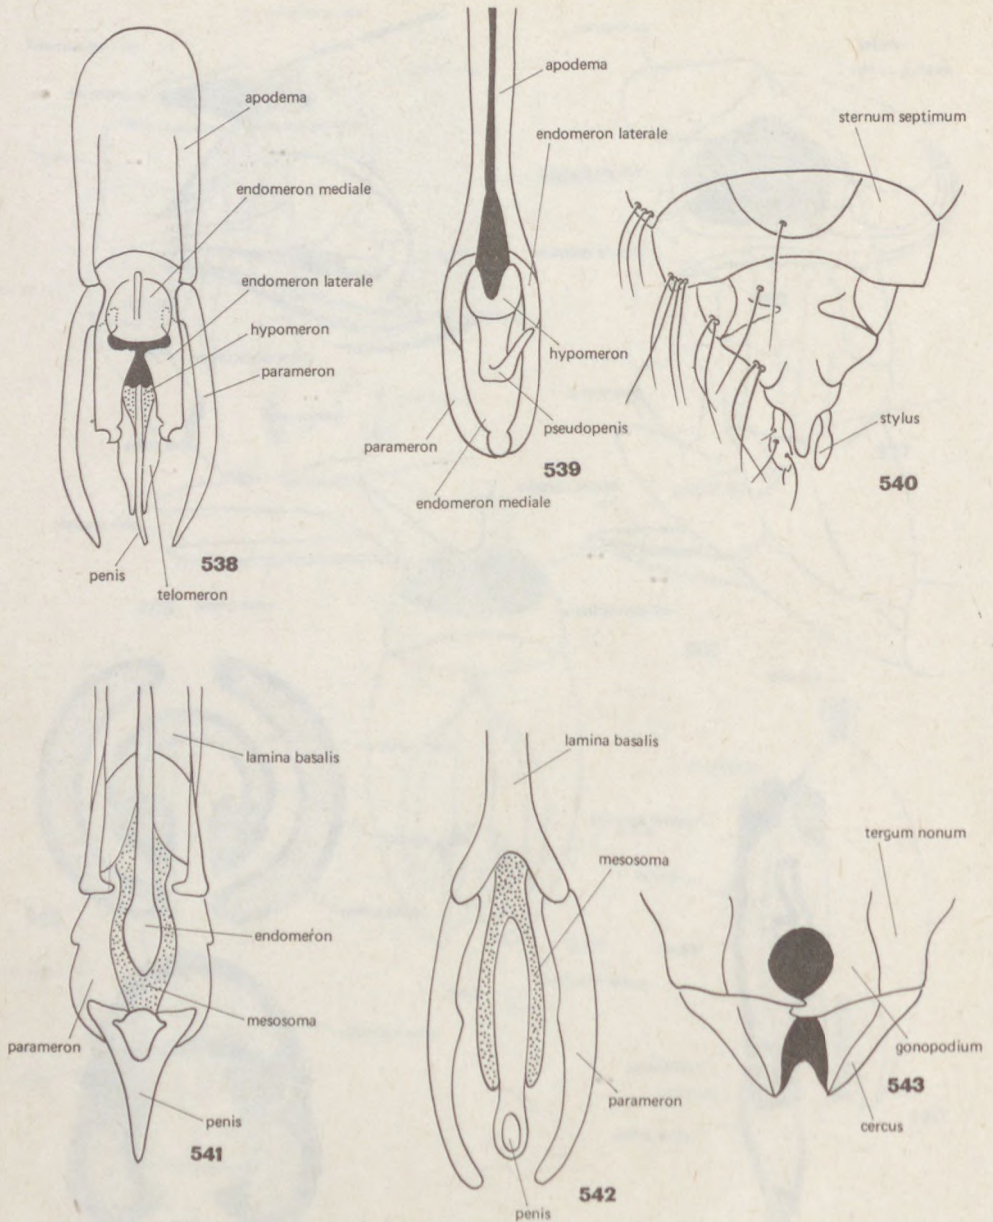 apodema
endomeron mediale
endomeron laterale
hypomeron
parameron
penis
telomeron
538
apodema
endomeron laterale
hypomeron
pseudopenis
parameron
endomeron mediale
539
sternum septimum
stylus
540
lamina basalis
endomeron
mesosoma
parameron
penis
541
lamina basalis
mesosoma
parameron
penis
542
tergum nonum
gonopodium
cercus
543